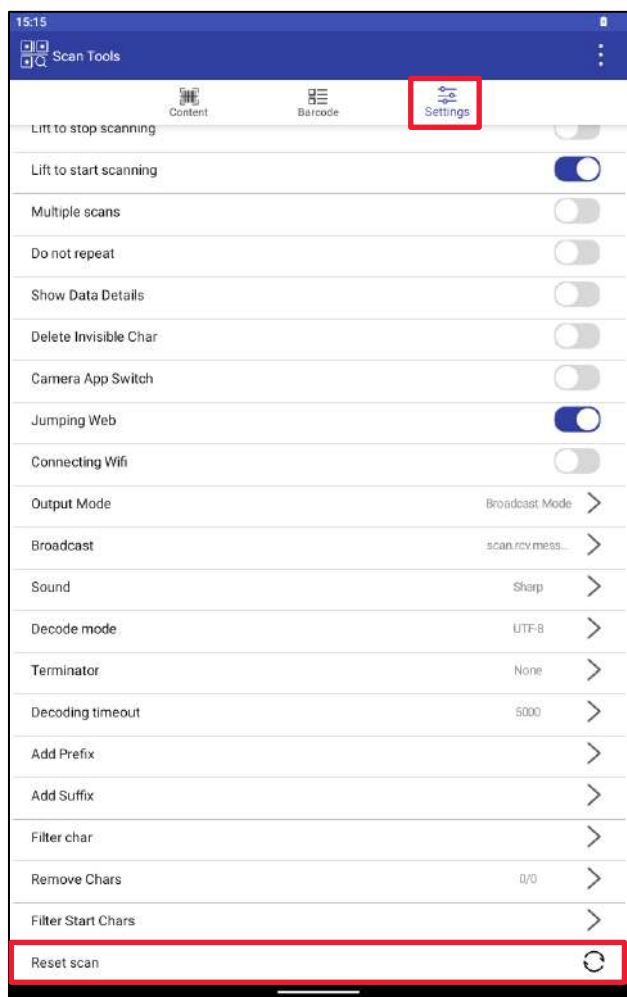 15:15
Scan Tools
Content Barcode Settings
Lift to stop scanning
Lift to start scanning
Multiple scans
Do not repeat
Show Data Details
Delete Invisible Char
Camera App Switch
Jumping Web
Connecting Wifi
Output Mode Broadcast Mode
Broadcast scan.rcv.mess...
Sound Sharp
Decode mode UTF-8
Terminator None
Decoding timeout 5000
Add Prefix
Add Suffix
Filter char
Remove Chars 0/0
Filter Start Chars
Reset scan